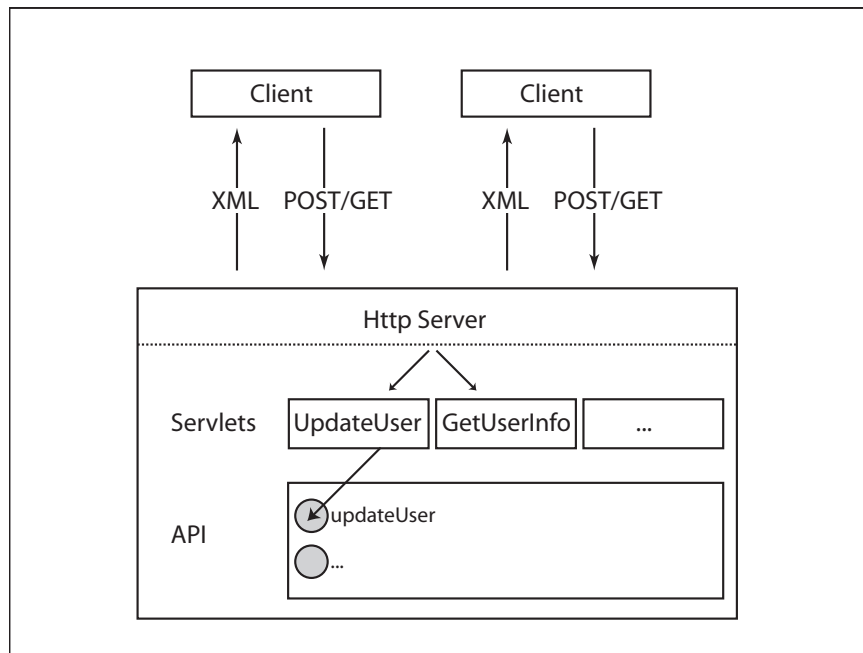 Client Client
XML POST/GET XML POST/GET
Http Server
Servlets UpdateUser GetUserInfo ...
API
updateUser
...